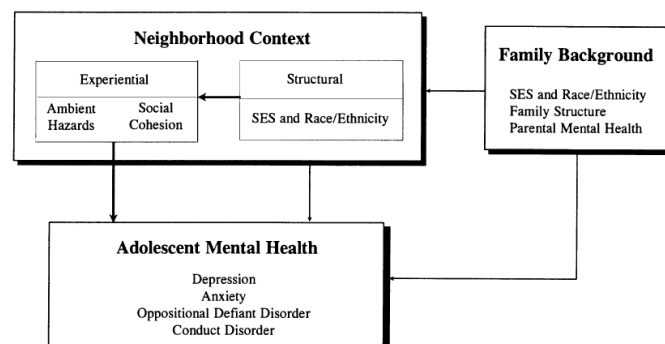 Neighborhood Context
Experiential
Ambient Hazards
Social Cohesion
Structural
SES and Race/Ethnicity
Family Background
SES and Race/Ethnicity
Family Structure
Parental Mental Health
Adolescent Mental Health
Depression
Anxiety
Oppositional Defiant Disorder
Conduct Disorder